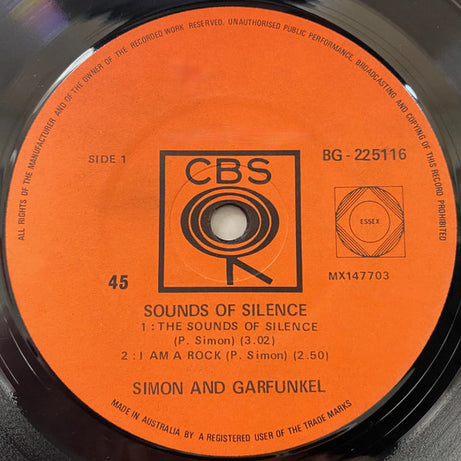 ALL RIGHTS OF THE MANUFACTURER AND OF THE OWNER OF THE RECORDED WORK RESERVED. UNAUTHORISED PUBLIC PERFORMANCE, BROADCASTING AND COPYING OF THIS RECORD PROHIBITED
SIDE 1
CBS
BG - 225116
ESSEX
45
MX147703
SOUNDS OF SILENCE
1 : THE SOUNDS OF SILENCE
(P. Simon) (3.02)
2 : I AM A ROCK (P. Simon) (2.50)
SIMON AND GARFUNKEL
MADE IN AUSTRALIA BY A REGISTERED USER OF THE TRADE MARKS